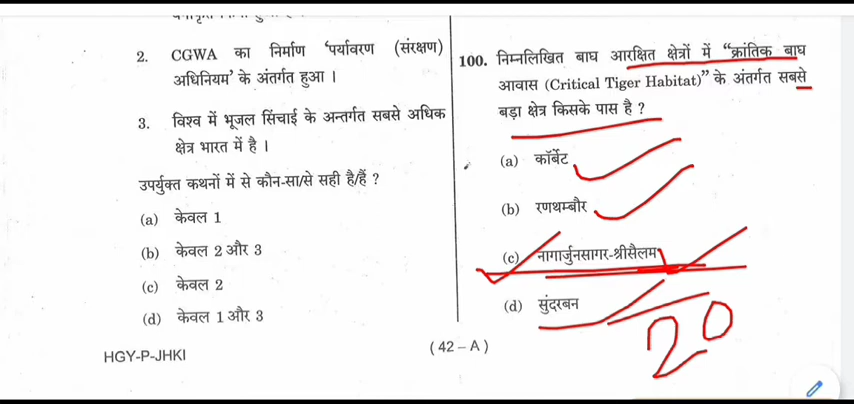 2. CGWA का निर्माण 'पर्यावरण (संरक्षण)
अधिनियम' के अंतर्गत हुआ ।
3. विश्व में भूजल सिंचाई के अन्तर्गत सबसे अधिक
क्षेत्र भारत में है ।
उपर्युक्त कथनों में से कौन-सा/से सही है/हैं ?
(a) केवल 1
(b) केवल 2 और 3
(c) केवल 2
(d) केवल 1 और 3
HGY-P-JHKI
(42 – A)
100. निम्नलिखित बाघ आरक्षित क्षेत्रों में "क्रांतिक बाघ
आवास (Critical Tiger Habitat)" के अंतर्गत सबसे
बड़ा क्षेत्र किसके पास है ?
(a) कॉर्बेट
(b) रणथम्बौर
(c) नागार्जुनसागर-श्रीसैलम
(d) सुंदरबन
20